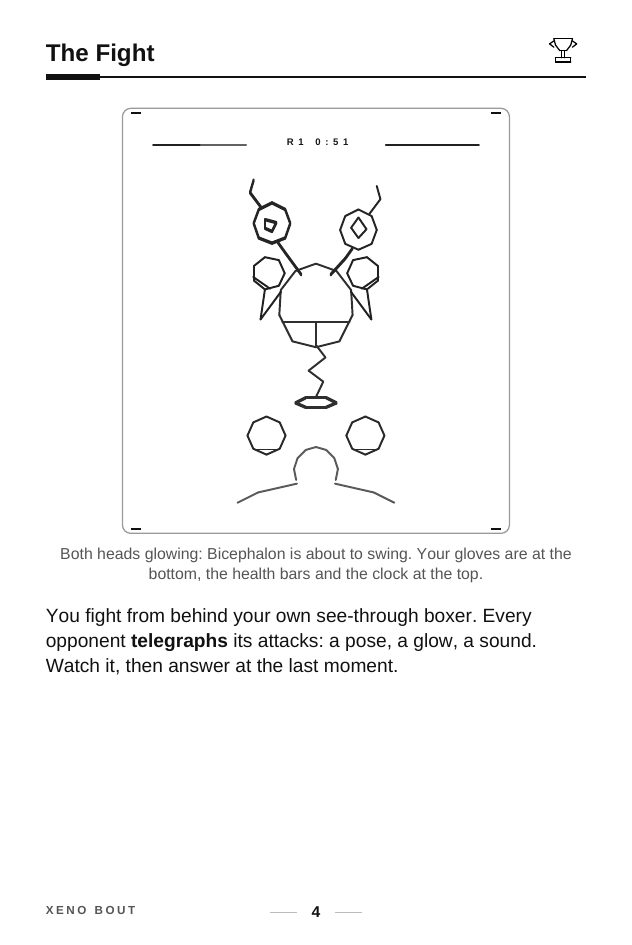 The Fight
R1 0:51
Both heads glowing: Bicephalon is about to swing. Your gloves are at the
bottom, the health bars and the clock at the top.
You fight from behind your own see-through boxer. Every
opponent telegraphs its attacks: a pose, a glow, a sound.
Watch it, then answer at the last moment.
XENO BOUT
4